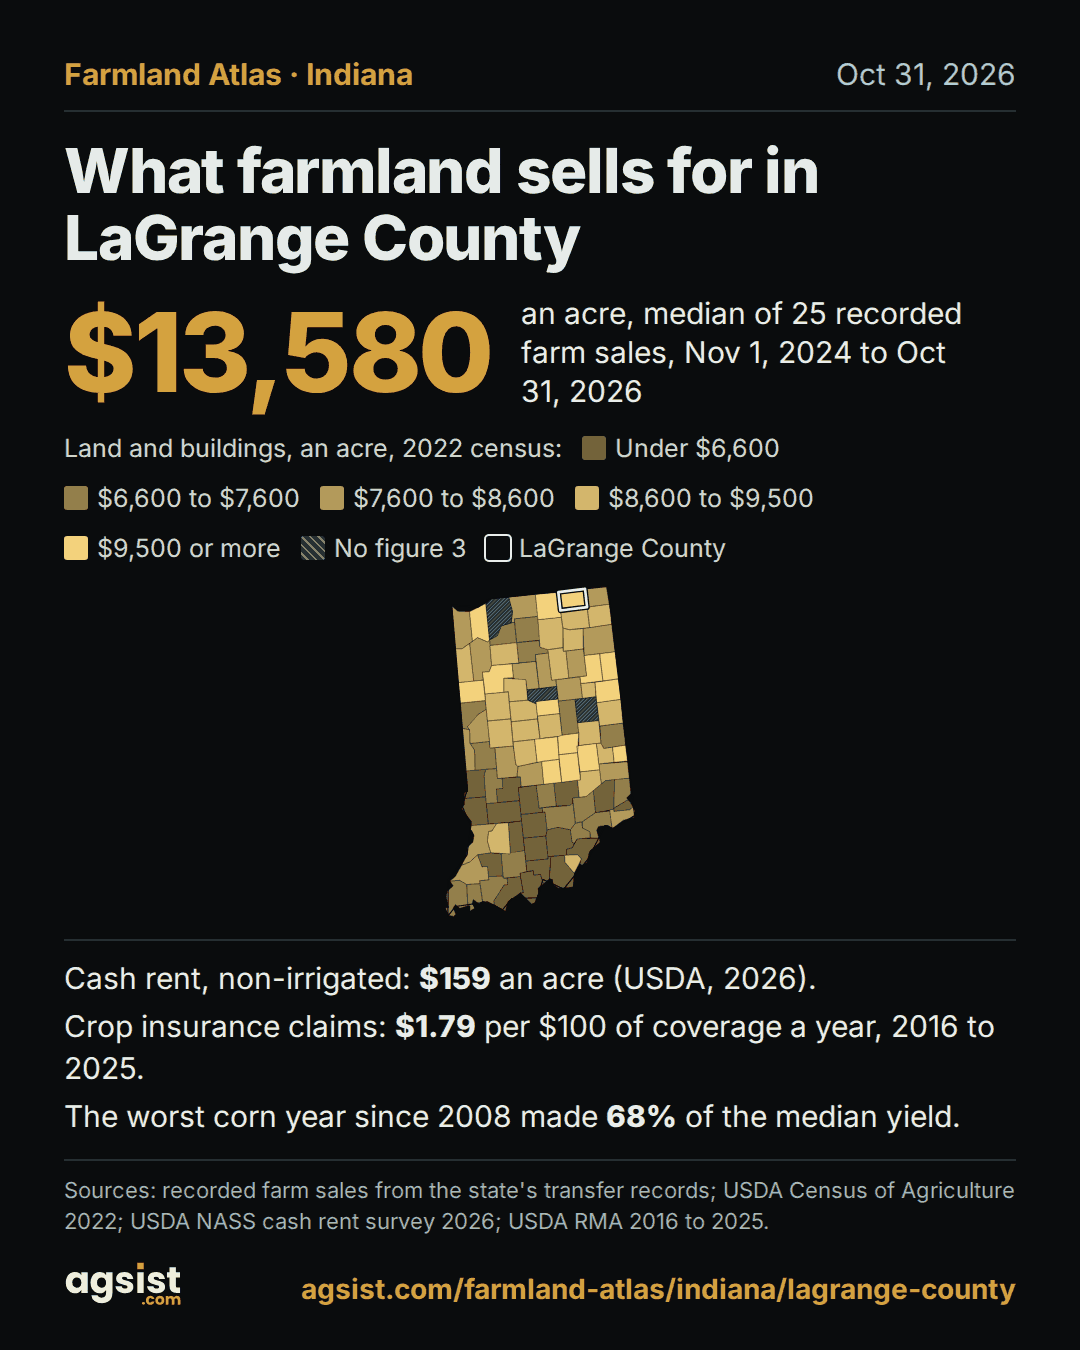 Farmland Atlas · Indiana
Oct 31, 2026
What farmland sells for in
LaGrange County
$13,580
an acre, median of 25 recorded
farm sales, Nov 1, 2024 to Oct
31, 2026
Land and buildings, an acre, 2022 census: Under $6,600
$6,600 to $7,600 $7,600 to $8,600 $8,600 to $9,500
$9,500 or more No figure 3 LaGrange County
Cash rent, non-irrigated: $159 an acre (USDA, 2026).
Crop insurance claims: $1.79 per $100 of coverage a year, 2016 to
2025.
The worst corn year since 2008 made 68% of the median yield.
Sources: recorded farm sales from the state's transfer records; USDA Census of Agriculture
2022; USDA NASS cash rent survey 2026; USDA RMA 2016 to 2025.
agsist
.com
agsist.com/farmland-atlas/indiana/lagrange-county